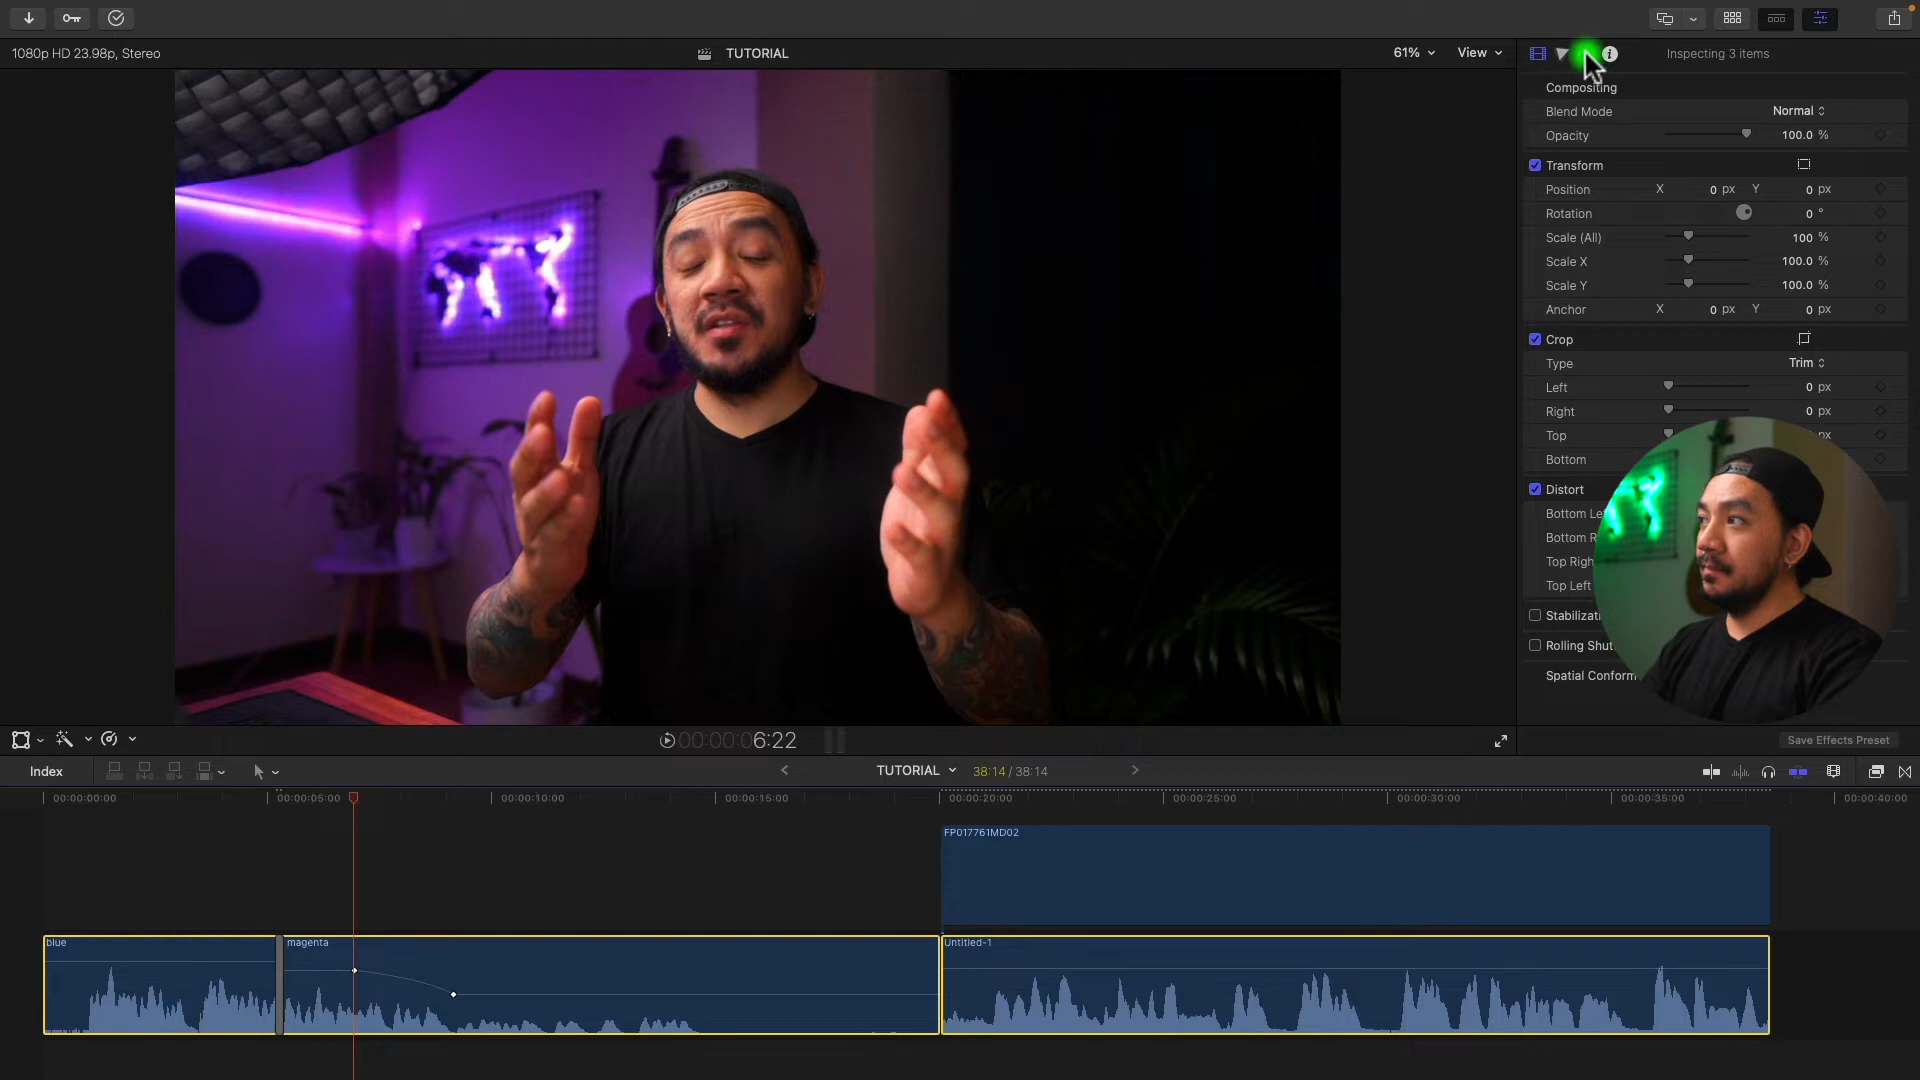 1080p HD 23.98p, Stereo
TUTORIAL
61%
View
Inspecting 3 items
Compositing
Blend Mode Normal
Opacity 100.0 %
Transform
Position X 0 px Y 0 px
Rotation 0 °
Scale (All) 100 %
Scale X 100.0 %
Scale Y 100.0 %
Anchor X 0 px Y 0 px
Crop
Type Trim
Left 0 px
Right 0 px
Top px
Bottom
Distort
Bottom
Bottom
Top
Top Left
Spatial Conform
Save Effects Preset
00:00:06:22
Index
TUTORIAL
38:14 / 38:14
00:00:00:00
00:00:05:00
00:00:10:00
00:00:15:00
00:00:20:00
00:00:25:00
00:00:30:00
00:00:35:00
00:00:40:00
FP017761MD02
blue
magenta
Untitled-1